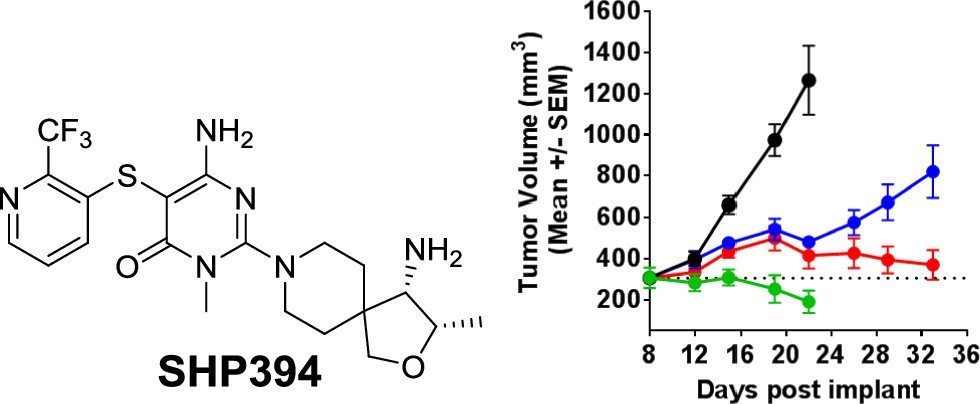 CF3
N
S
NH2
N
O
N
N
NH2
O
SHP394
Tumor Volume (mm3)
(Mean +/- SEM)
1600
1400
1200
1000
800
600
400
200
8 12 16 20 24 28 32 36
Days post implant